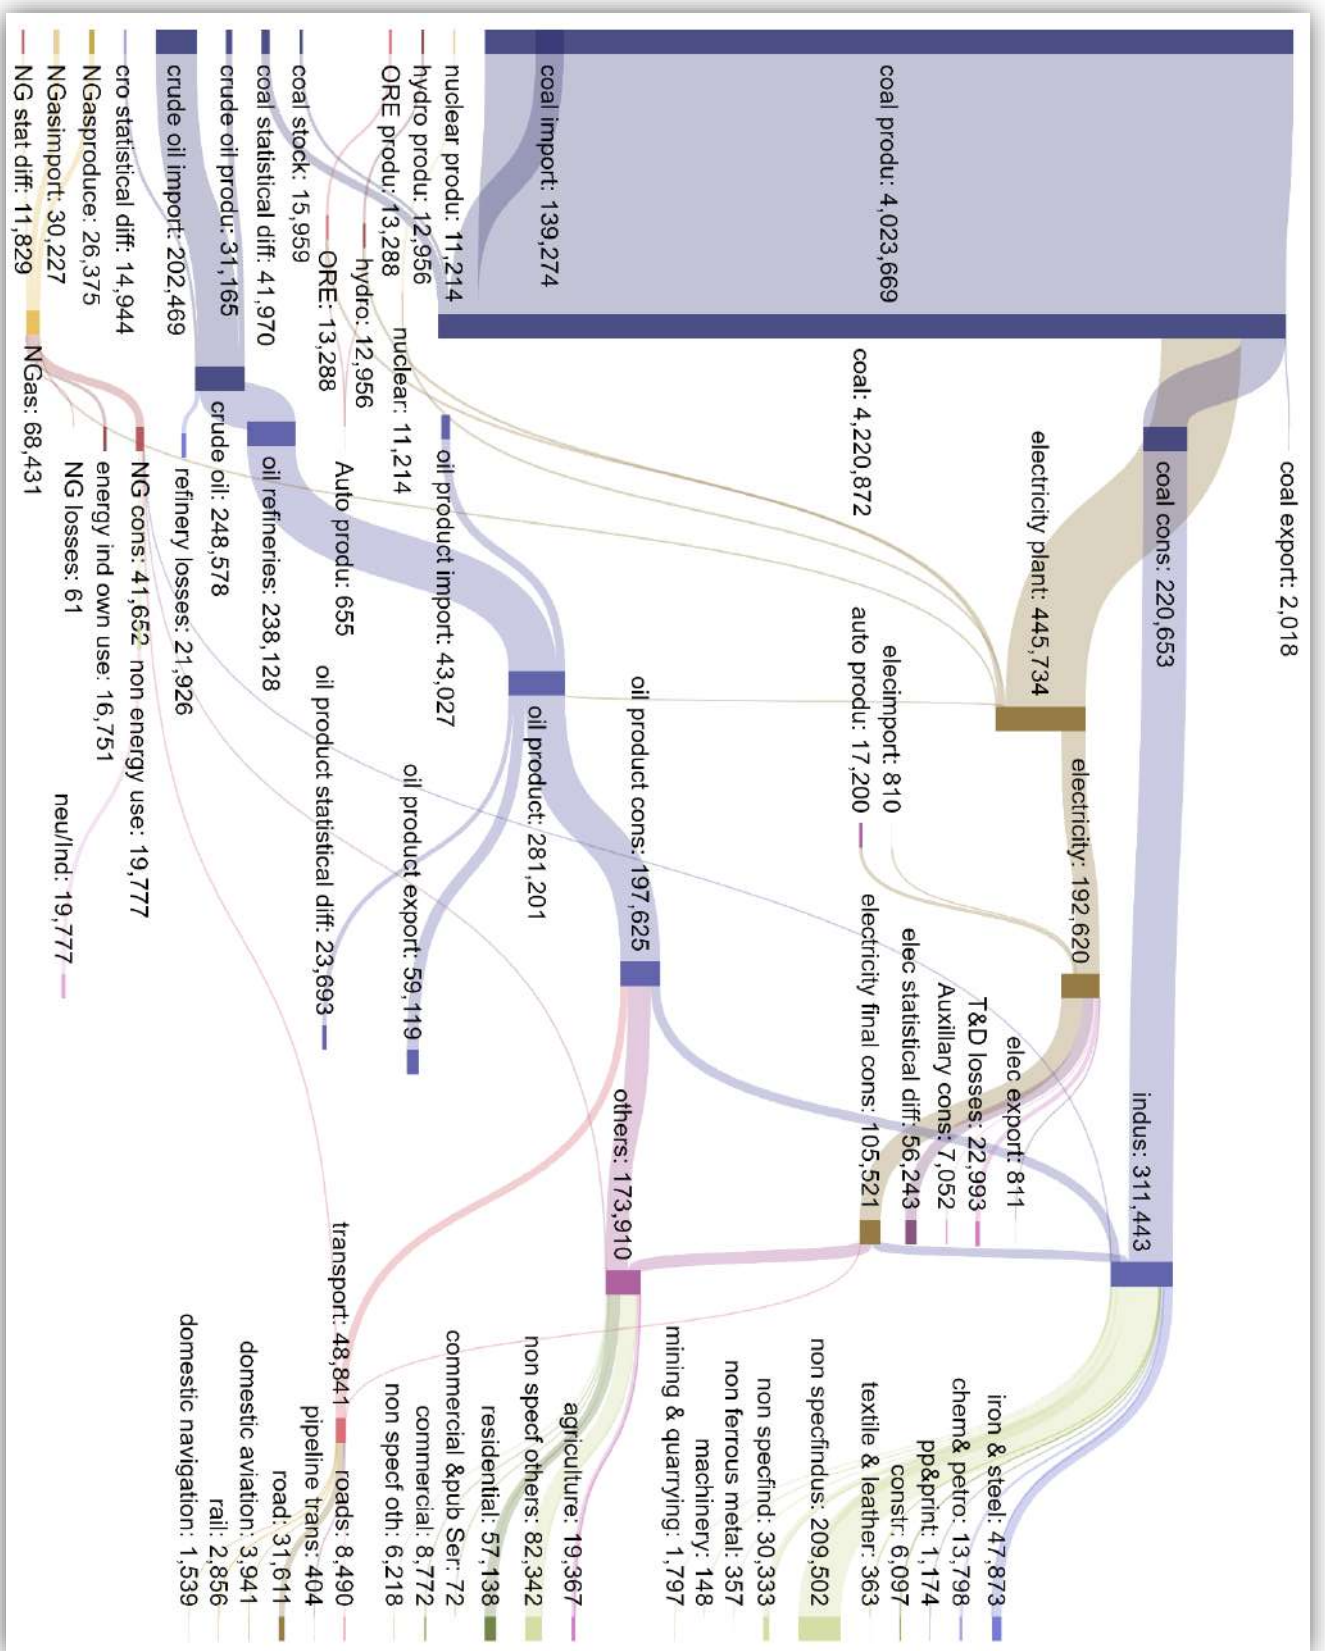 coal produ: 4,023,669
coal import: 139,274
nuclear produ: 11,214
hydro produ: 12,956
ORE produ: 13,288
coal stock: 15,959
coal statistical diff: 41,970
crude oil produ: 31,165
crude oil import: 202,469
cro statistical diff: 14,944
NGasproduce: 26,375
NGasimport: 30,227
NG stat diff: 11,829
coal: 4,220,872
nuclear: 11,214
hydro: 12,956
ORE: 13,288
crude oil: 248,578
NGas: 68,431
coal export: 2,018
coal cons: 220,653
electricity plant: 445,734
oil product import: 43,027
Auto produ: 655
oil refineries: 238,128
refinery losses: 21,926
NG cons: 41,652
energy ind own use: 16,751
NG losses: 61
non energy use: 19,777
electricity: 192,620
elecimport: 810
auto produ: 17,200
oil product cons: 197,625
oil product: 281,201
oil product export: 59,119
oil product statistical diff: 23,693
neu/Ind: 19,777
elec export: 811
T&D losses: 22,993
Auxillary cons: 7,052
elec statistical diff: 56,243
electricity final cons: 105,521
indus: 311,443
others: 173,910
transport: 48,841
iron & steel: 47,873
chem& petro: 13,798
pp&print: 1,174
constr: 6,097
textile & leather: 363
non specfindus: 209,502
non specfind: 30,333
non ferrous metal: 357
machinery: 148
mining & quarrying: 1,797
agriculture: 19,367
non specf others: 82,342
residential: 57,138
commercial &pub Ser: 72
commercial: 8,772
non specf oth: 6,218
roads: 8,490
pipeline trans: 404
road: 31,611
domestic aviation: 3,941
rail: 2,856
domestic navigation: 1,539